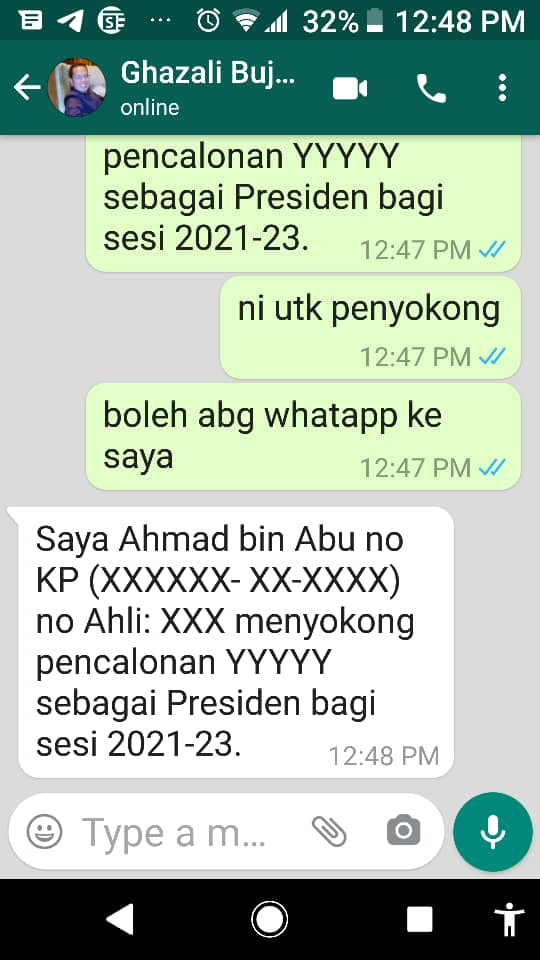 SF ... 32% 12:48 PM
Ghazali Buj...
online
pencalonan YYYYY
sebagai Presiden bagi
sesi 2021-23. 12:47 PM
ni utk penyokong
12:47 PM
boleh abg whatapp ke
saya 12:47 PM
Saya Ahmad bin Abu no
KP (XXXXXX- XX-XXXX)
no Ahli: XXX menyokong
pencalonan YYYYY
sebagai Presiden bagi
sesi 2021-23. 12:48 PM
Type a m...